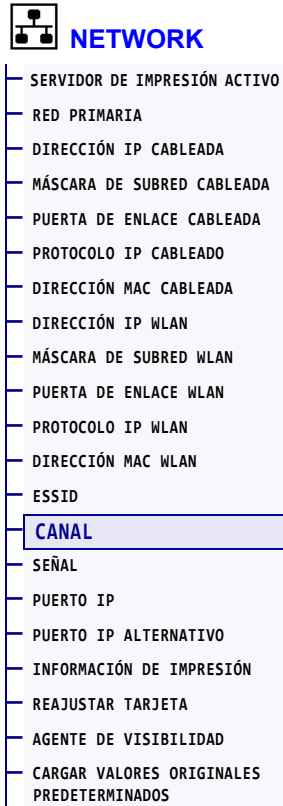 NETWORK
SERVIDOR DE IMPRESIÓN ACTIVO
RED PRIMARIA
DIRECCIÓN IP CABLEADA
MÁSCARA DE SUBRED CABLEADA
PUERTA DE ENLACE CABLEADA
PROTOCOLO IP CABLEADO
DIRECCIÓN MAC CABLEADA
DIRECCIÓN IP WLAN
MÁSCARA DE SUBRED WLAN
PUERTA DE ENLACE WLAN
PROTOCOLO IP WLAN
DIRECCIÓN MAC WLAN
ESSID
CANAL
SEÑAL
PUERTO IP
PUERTO IP ALTERNATIVO
INFORMACIÓN DE IMPRESIÓN
REAJUSTAR TARJETA
AGENTE DE VISIBILIDAD
CARGAR VALORES ORIGINALES
PREDETERMINADOS